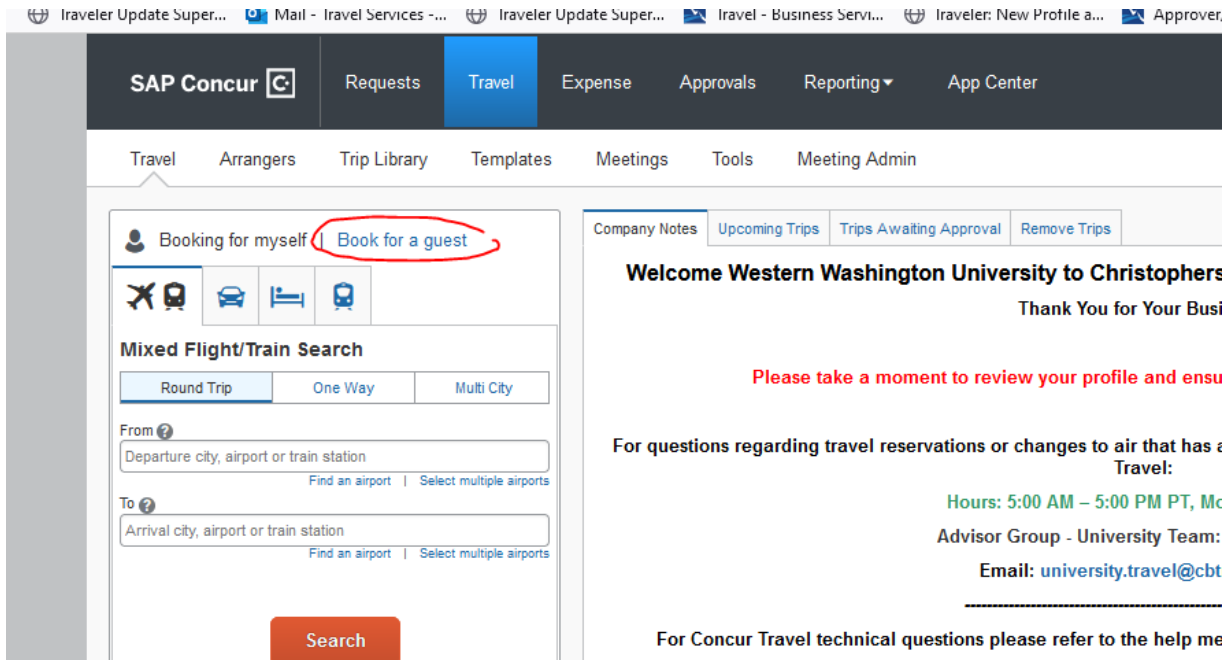 Traveler Update Super... Mail - Travel Services -... Traveler Update Super... Travel - Business Servi... Traveler: New Profile a... Approver,
SAP Concur C. Requests Travel Expense Approvals Reporting App Center
Travel Arrangers Trip Library Templates Meetings Tools Meeting Admin
Booking for myself | Book for a guest
Mixed Flight/Train Search
Round Trip One Way Multi City
From ?
Departure city, airport or train station
Find an airport | Select multiple airports
To ?
Arrival city, airport or train station
Find an airport | Select multiple airports
Search
Company Notes Upcoming Trips Trips Awaiting Approval Remove Trips
Welcome Western Washington University to Christophers
Thank You for Your Busi
Please take a moment to review your profile and ensu
For questions regarding travel reservations or changes to air that has a
Travel:
Hours: 5:00 AM – 5:00 PM PT, Mo
Advisor Group - University Team:
Email: university.travel@cbt
For Concur Travel technical questions please refer to the help me